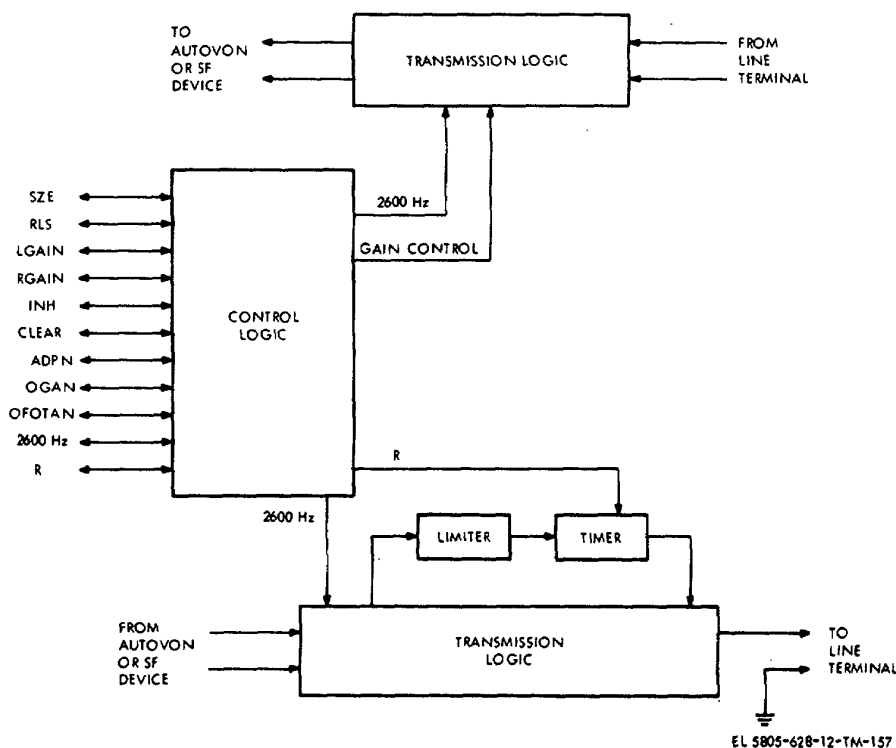 TO
AUTOVON
OR SF
DEVICE
TRANSMISSION LOGIC
FROM
LINE
TERMINAL
SZE
RLS
LGAIN
RGAIN
INH
CLEAR
ADPN
OGAN
OFOTAN
2600 Hz
R
CONTROL
LOGIC
2600 Hz
GAIN CONTROL
R
2600 Hz
LIMITER
TIMER
FROM
AUTOVON
OR SF
DEVICE
TRANSMISSION
LOGIC
TO
LINE
TERMINAL
EL 5805-628-12-TM-157